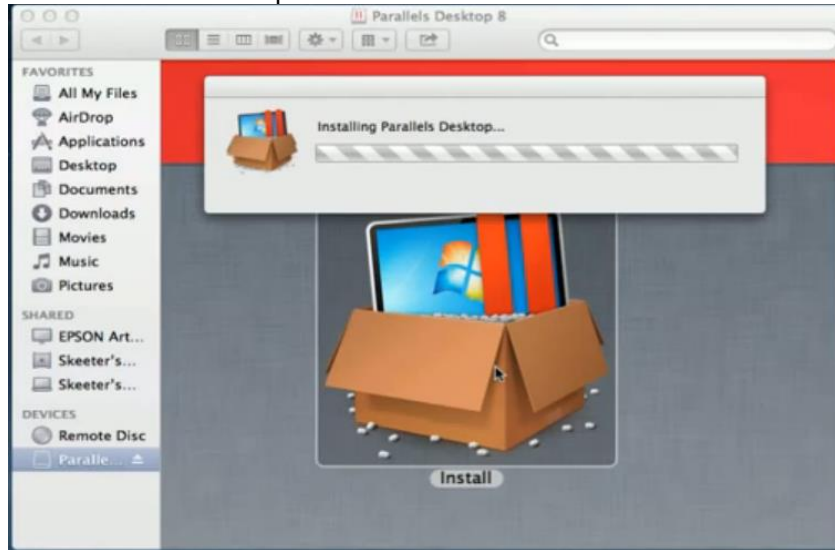 Parallels Desktop 8
FAVORITES
All My Files
AirDrop
Applications
Desktop
Documents
Downloads
Movies
Music
Pictures
SHARED
EPSON Art...
Skeeter's...
Skeeter's...
DEVICES
Remote Disc
Paralle...
Installing Parallels Desktop...
Install